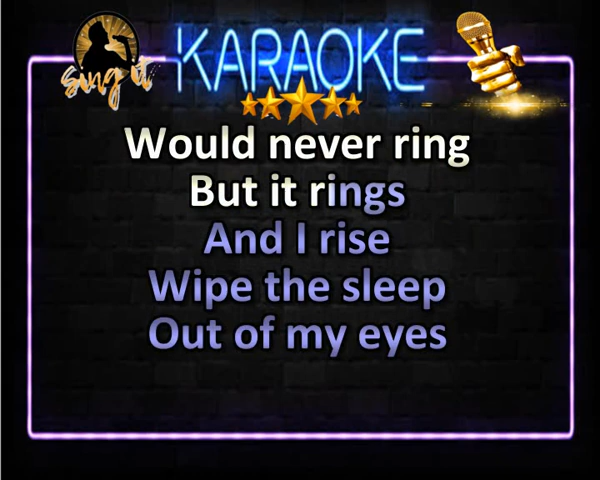 Sing it KARAOKE
Would never ring
But it rings
And I rise
Wipe the sleep
Out of my eyes